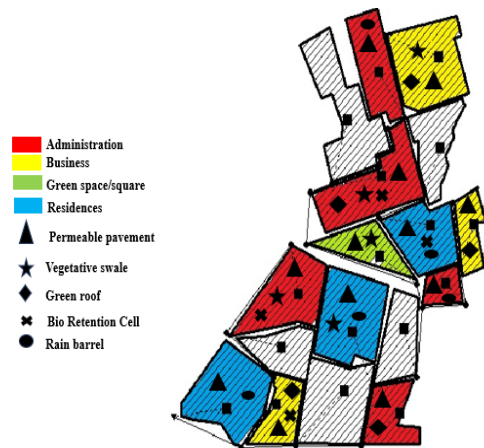 Administration
Business
Green space/square
Residences
Permeable pavement
Vegetative swale
Green roof
Bio Retention Cell
Rain barrel